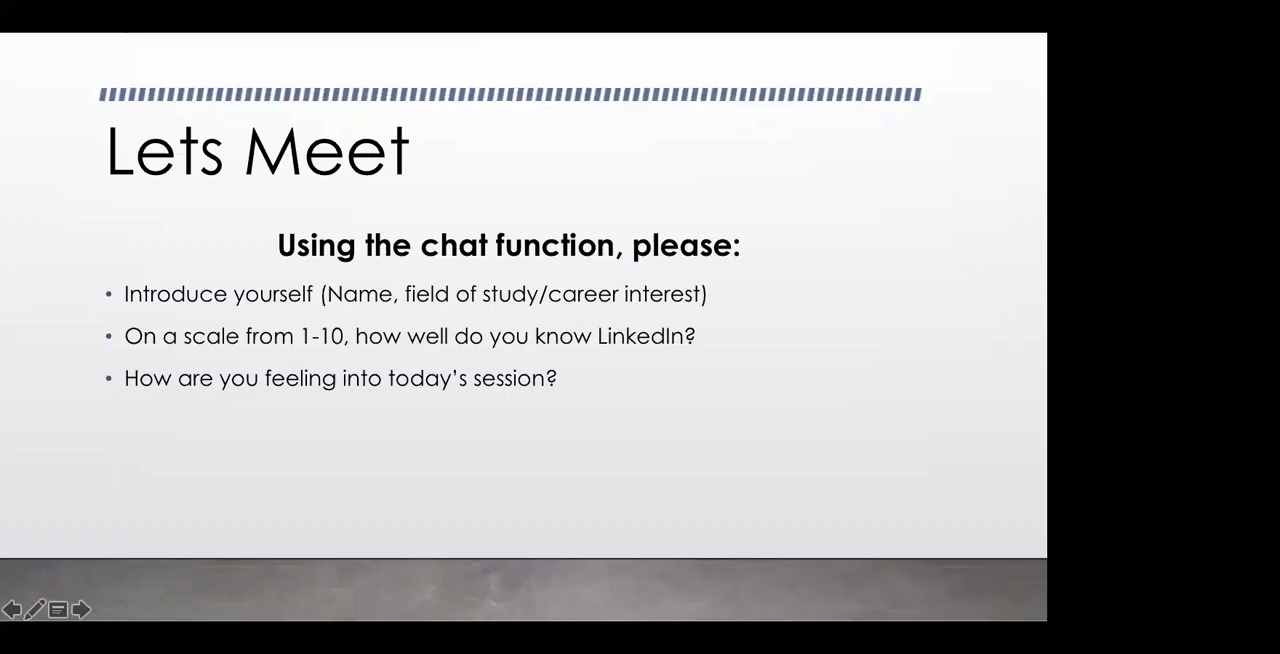 Lets Meet
Using the chat function, please:
• Introduce yourself (Name, field of study/career interest)
• On a scale from 1-10, how well do you know LinkedIn?
• How are you feeling into today’s session?